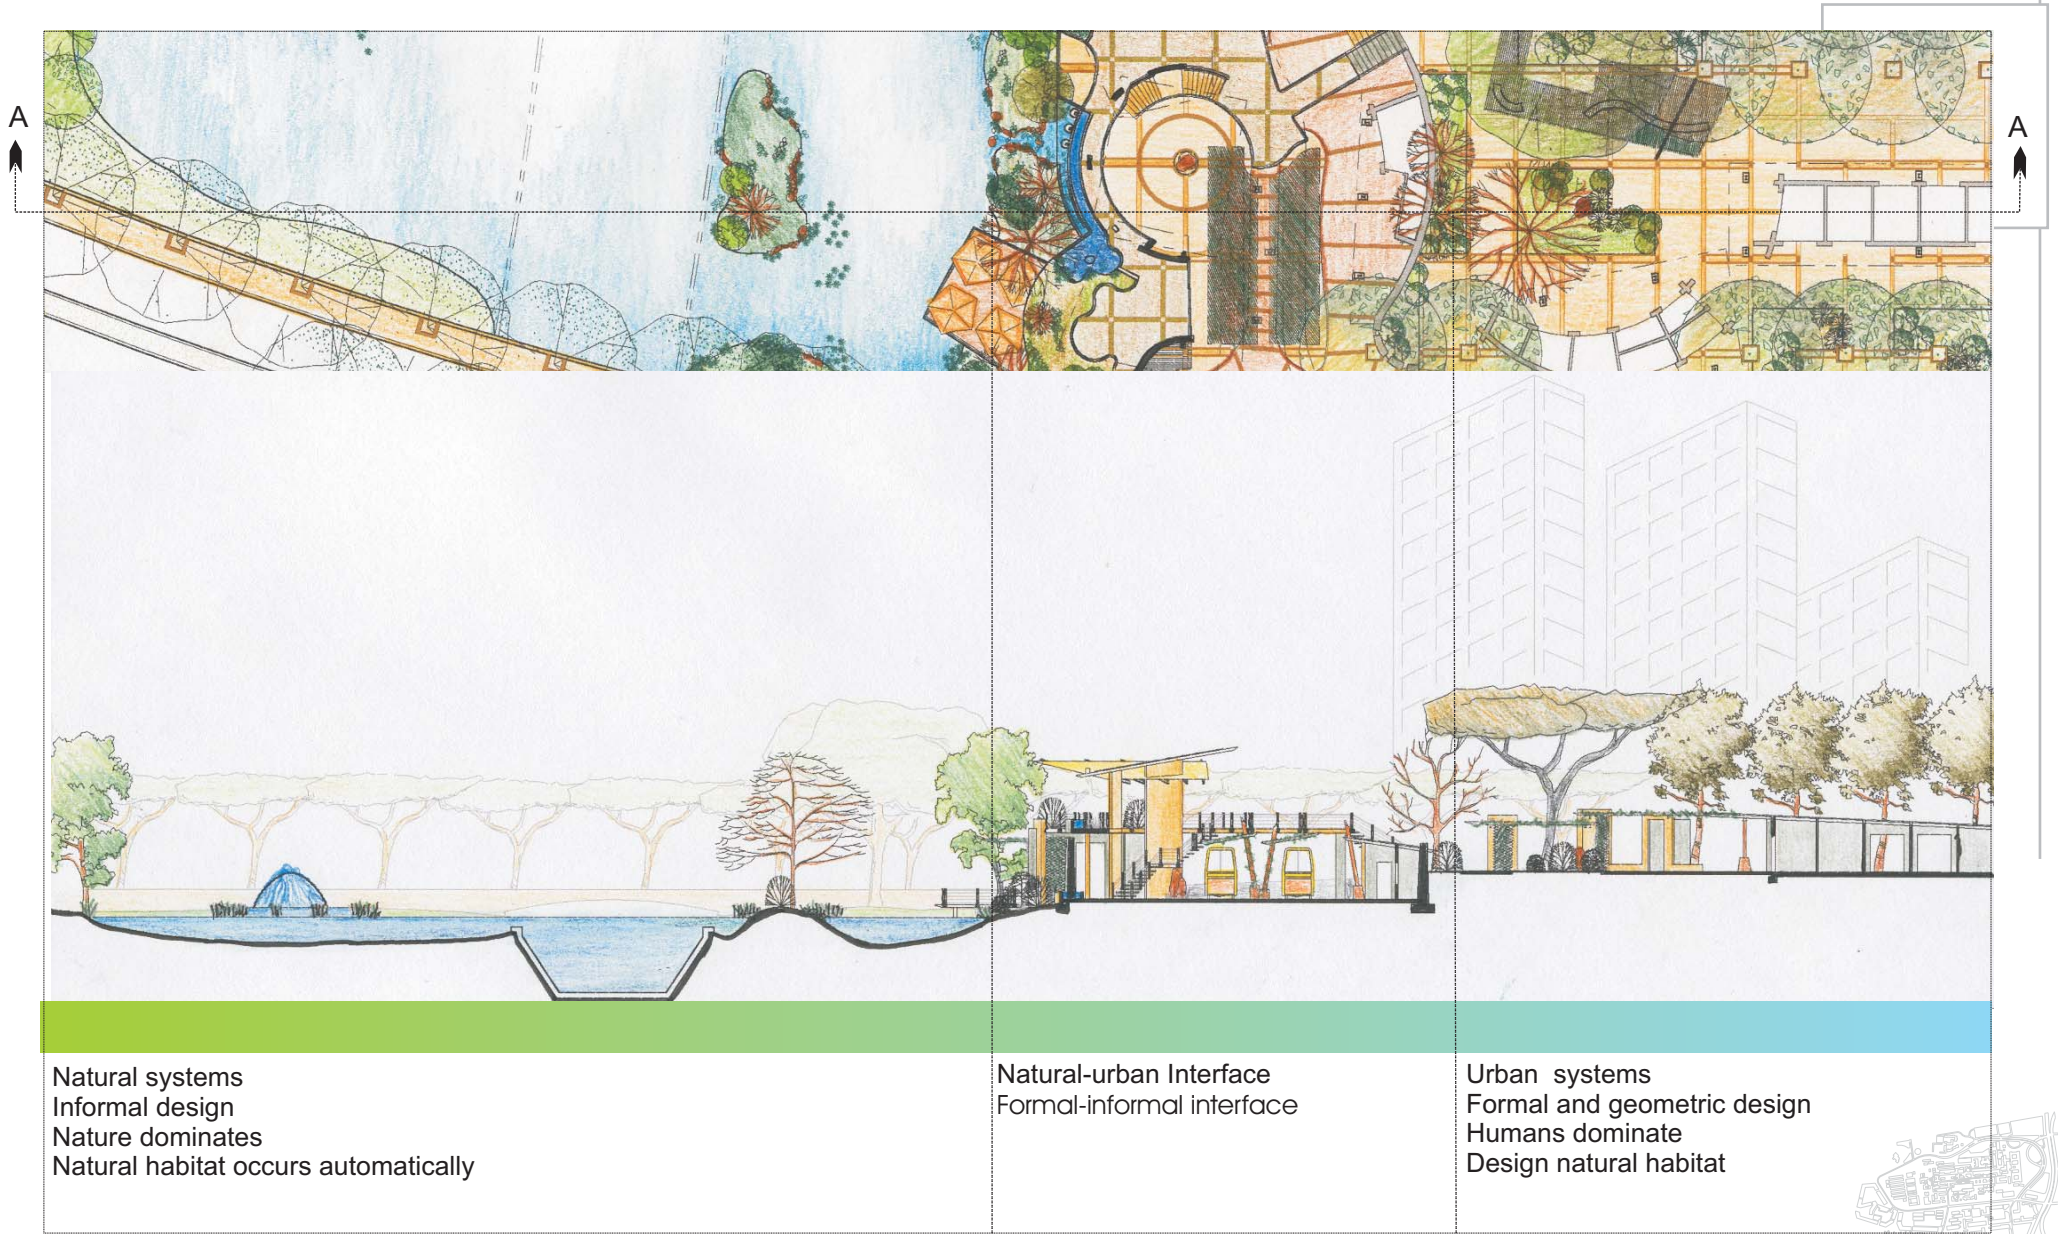 A
A
Natural systems
Informal design
Nature dominates
Natural habitat occurs automatically
Natural-urban Interface
Formal-informal interface
Urban systems
Formal and geometric design
Humans dominate
Design natural habitat